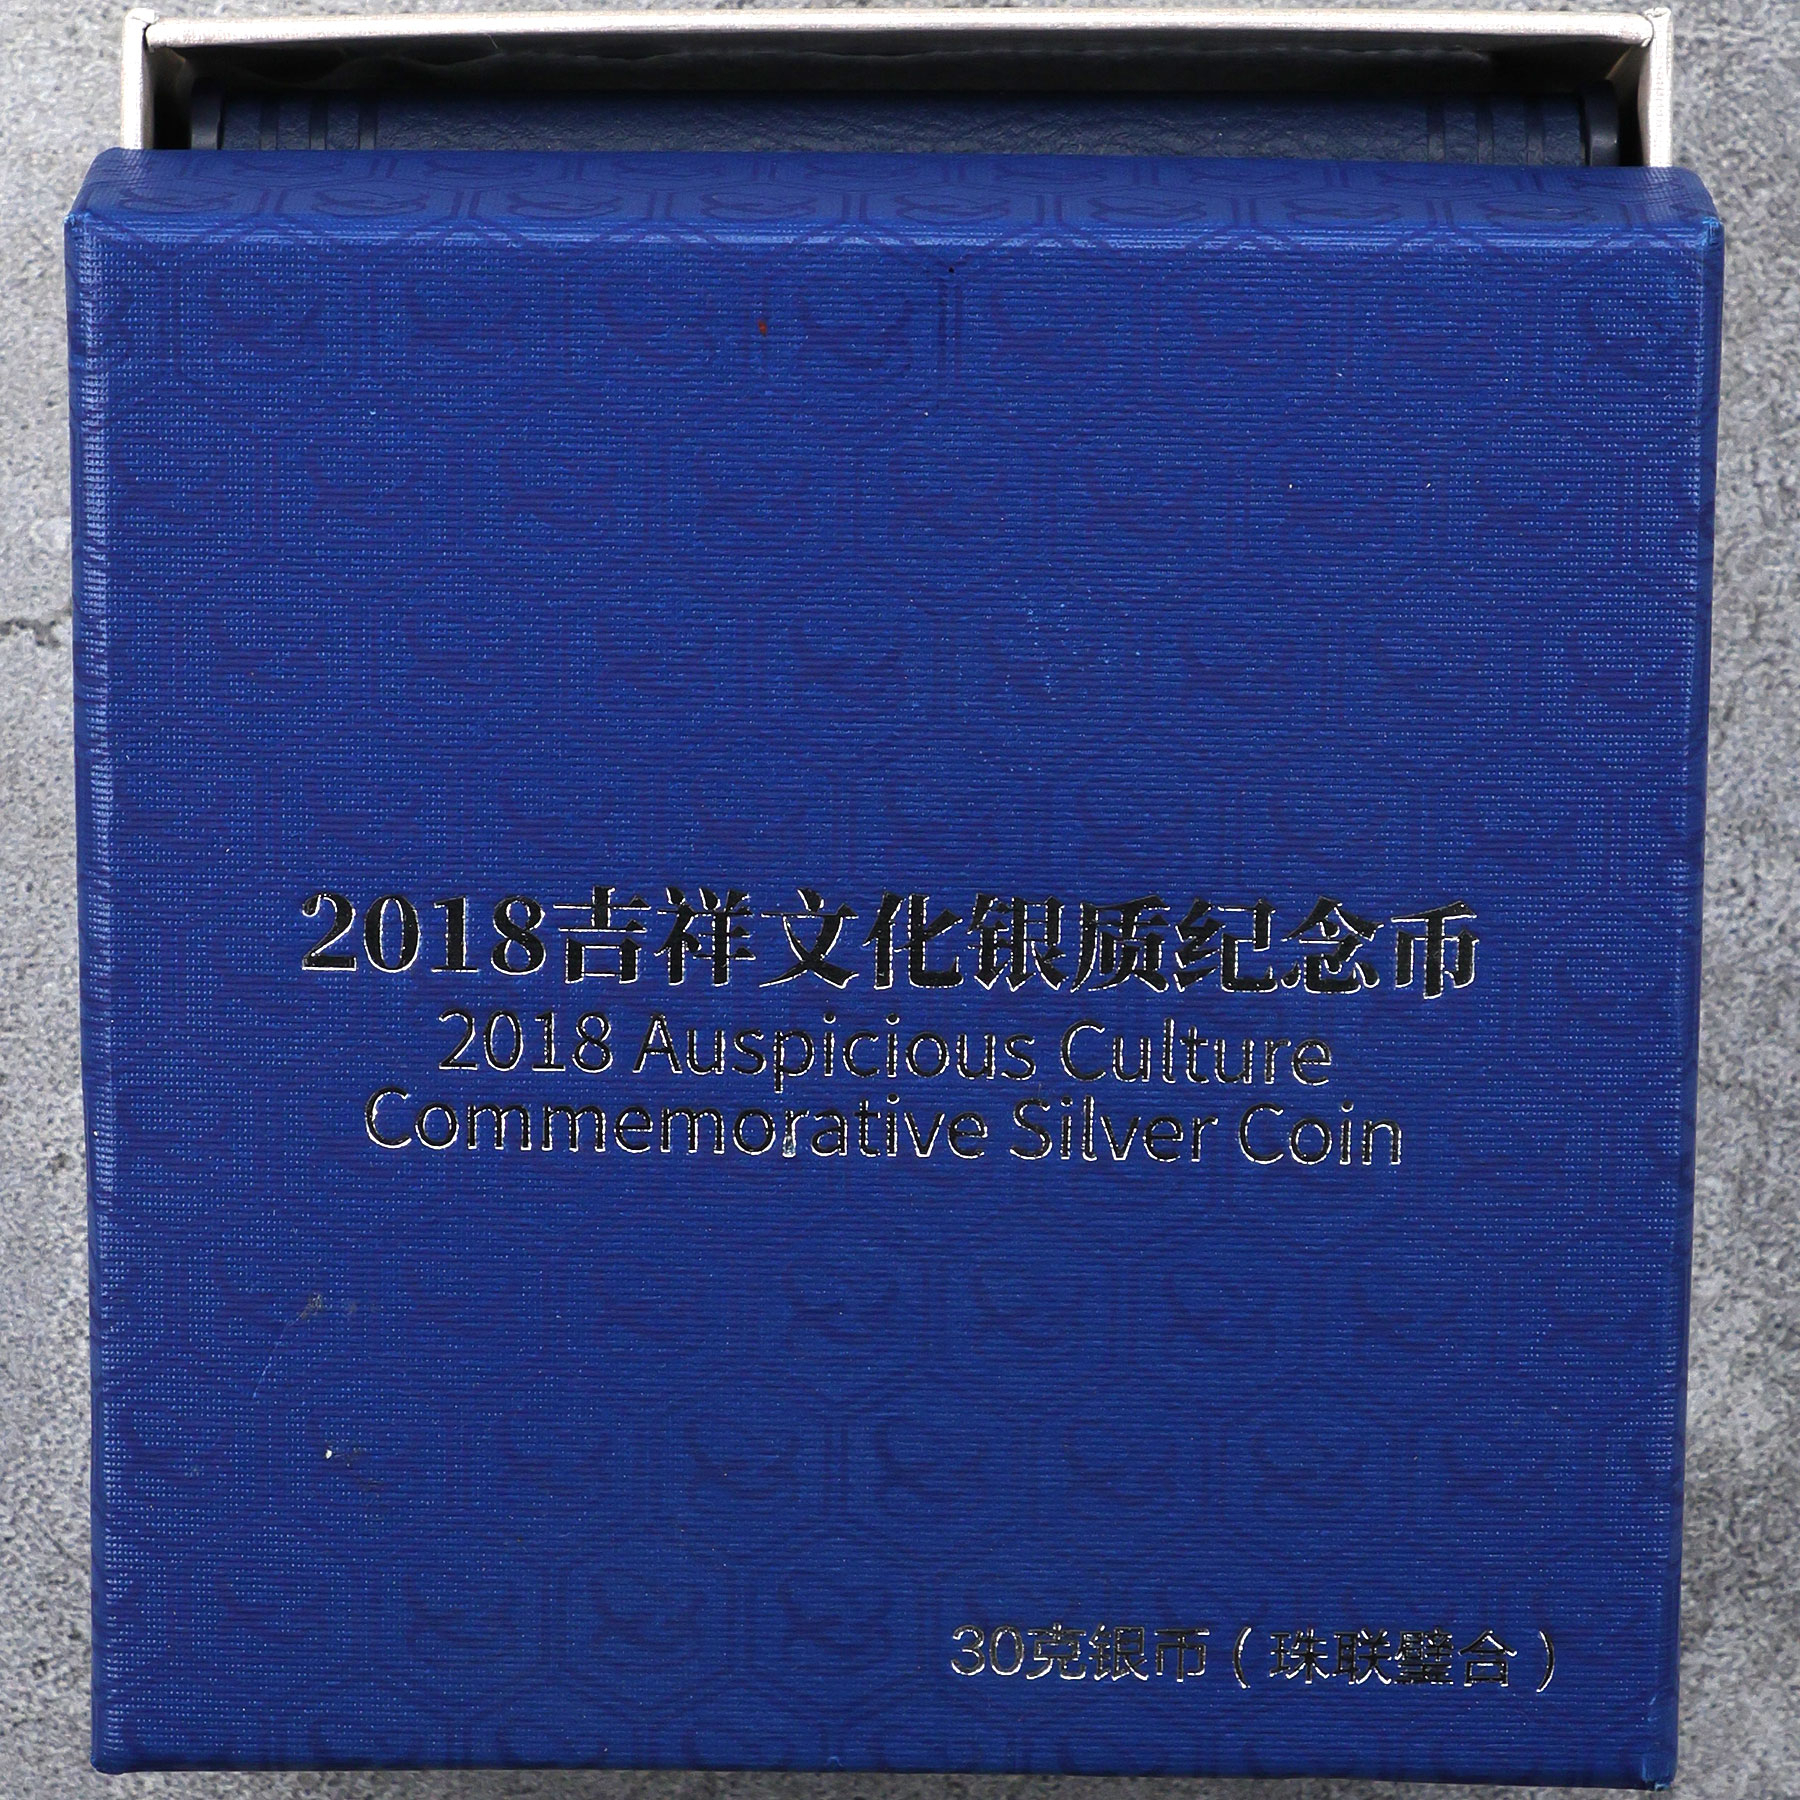 2018吉祥文化银质纪念币
2018 Auspicious Culture
Commemorative Silver Coin
30克银币（珠联璧合）